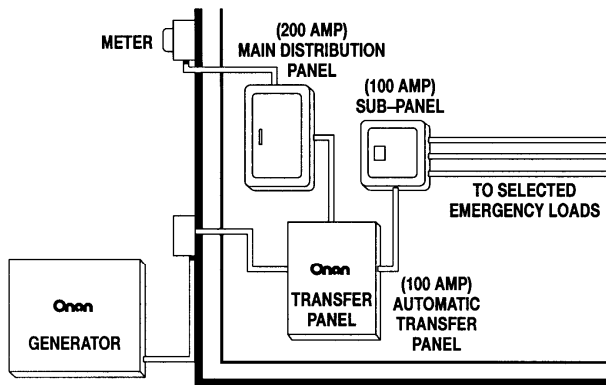 METER
(200 AMP)
MAIN DISTRIBUTION
PANEL
(100 AMP)
SUB–PANEL
TO SELECTED
EMERGENCY LOADS
Onan
TRANSFER
PANEL
(100 AMP)
AUTOMATIC
TRANSFER
PANEL
Onan
GENERATOR